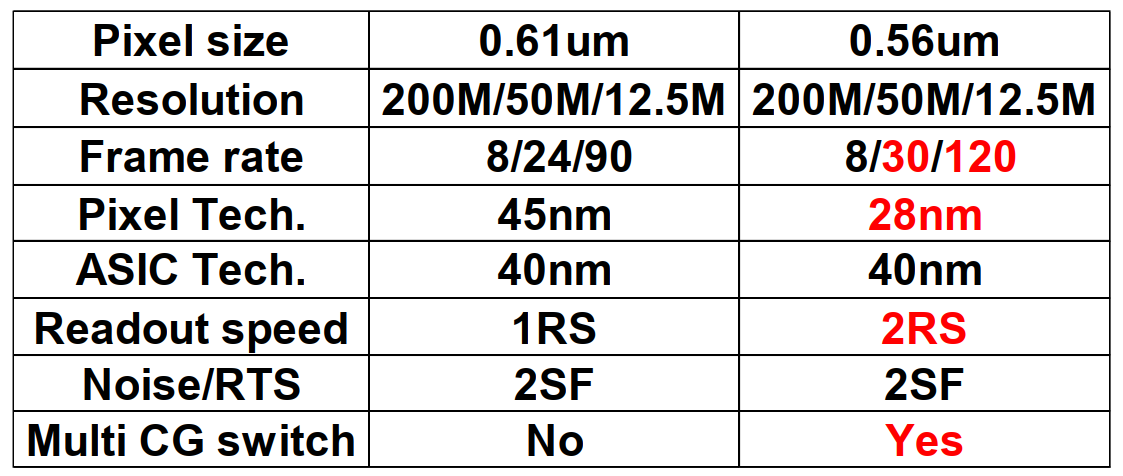 Pixel size 0.61um 0.56um
Resolution 200M/50M/12.5M 200M/50M/12.5M
Frame rate 8/24/90 8/30/120
Pixel Tech. 45nm 28nm
ASIC Tech. 40nm 40nm
Readout speed 1RS 2RS
Noise/RTS 2SF 2SF
Multi CG switch No Yes